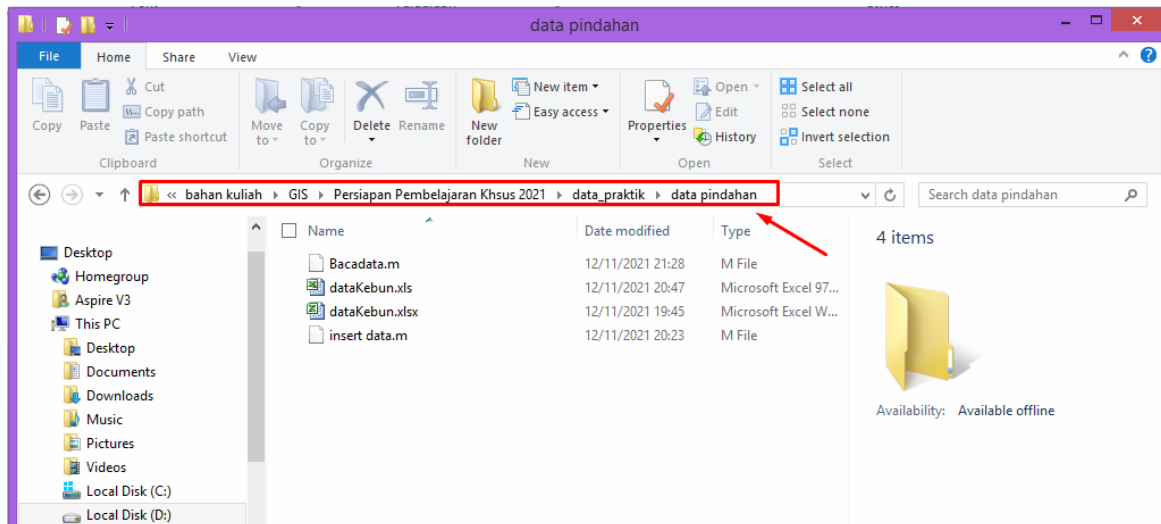 data pindahan
File Home Share View
Copy
Paste
Cut
Copy path
Paste shortcut
Clipboard
Move to
Copy to
Delete
Rename
Organize
New folder
New item
Easy access
New
Properties
Open
Edit
History
Open
Select all
Select none
Invert selection
Select
« bahan kuliah GIS Persiapan Pembelajaran Khsus 2021 data_praktik data pindahan
Search data pindahan
Desktop
Homegroup
Aspire V3
This PC
Desktop
Documents
Downloads
Music
Pictures
Videos
Local Disk (C:)
Local Disk (D:)
Name Date modified Type
Bacadata.m 12/11/2021 21:28 M File
dataKebun.xls 12/11/2021 20:47 Microsoft Excel 97...
dataKebun.xlsx 12/11/2021 19:45 Microsoft Excel W...
insert data.m 12/11/2021 20:23 M File
4 items
Availability: Available offline